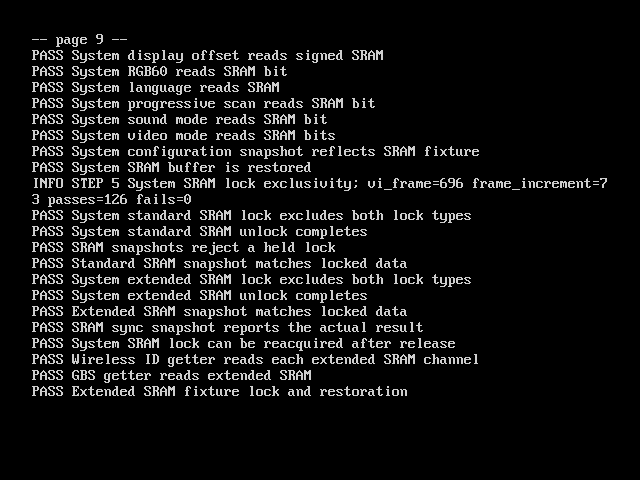 -- page 9 --
PASS System display offset reads signed SRAM
PASS System RGB60 reads SRAM bit
PASS System language reads SRAM
PASS System progressive scan reads SRAM bit
PASS System sound mode reads SRAM bit
PASS System video mode reads SRAM bits
PASS System configuration snapshot reflects SRAM fixture
PASS System SRAM buffer is restored
INFO STEP 5 System SRAM lock exclusivity; vi_frame=696 frame_increment=7
3 passes=126 fails=0
PASS System standard SRAM lock excludes both lock types
PASS System standard SRAM unlock completes
PASS SRAM snapshots reject a held lock
PASS Standard SRAM snapshot matches locked data
PASS System extended SRAM lock excludes both lock types
PASS System extended SRAM unlock completes
PASS Extended SRAM snapshot matches locked data
PASS SRAM sync snapshot reports the actual result
PASS System SRAM lock can be reacquired after release
PASS Wireless ID getter reads each extended SRAM channel
PASS GBS getter reads extended SRAM
PASS Extended SRAM fixture lock and restoration